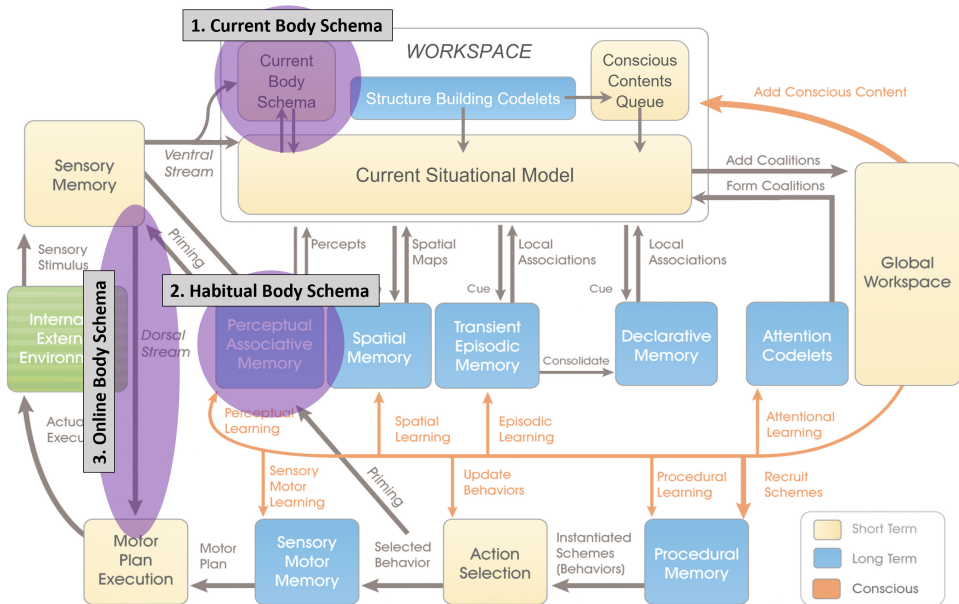 1. Current Body Schema
WORKSPACE
Current
Body
Schema
Structure Building Codelets
Conscious
Contents
Queue
Add Conscious Content
Sensory
Memory
Ventral
Stream
Current Situational Model
Add Coalitions
Form Coalitions
Global
Workspace
Sensory
Stimulus
Priming
Percepts
Spatial
Maps
Local
Associations
Local
Associations
Cue
Cue
2. Habitual Body Schema
3. Online Body Schema
Dorsal
Stream
Perceptual
Associative
Memory
Spatial
Memory
Transient
Episodic
Memory
Consolidate
Declarative
Memory
Attention
Codelets
Perceptual
Learning
Spatial
Learning
Episodic
Learning
Attentional
Learning
Sensory
Motor
Learning
Priming
Update
Behaviors
Procedural
Learning
Recruit
Schemes
Motor
Plan
Execution
Motor
Plan
Sensory
Motor
Memory
Selected
Behavior
Action
Selection
Instantiated
Schemes
(Behaviors)
Procedural
Memory
Short Term
Long Term
Conscious